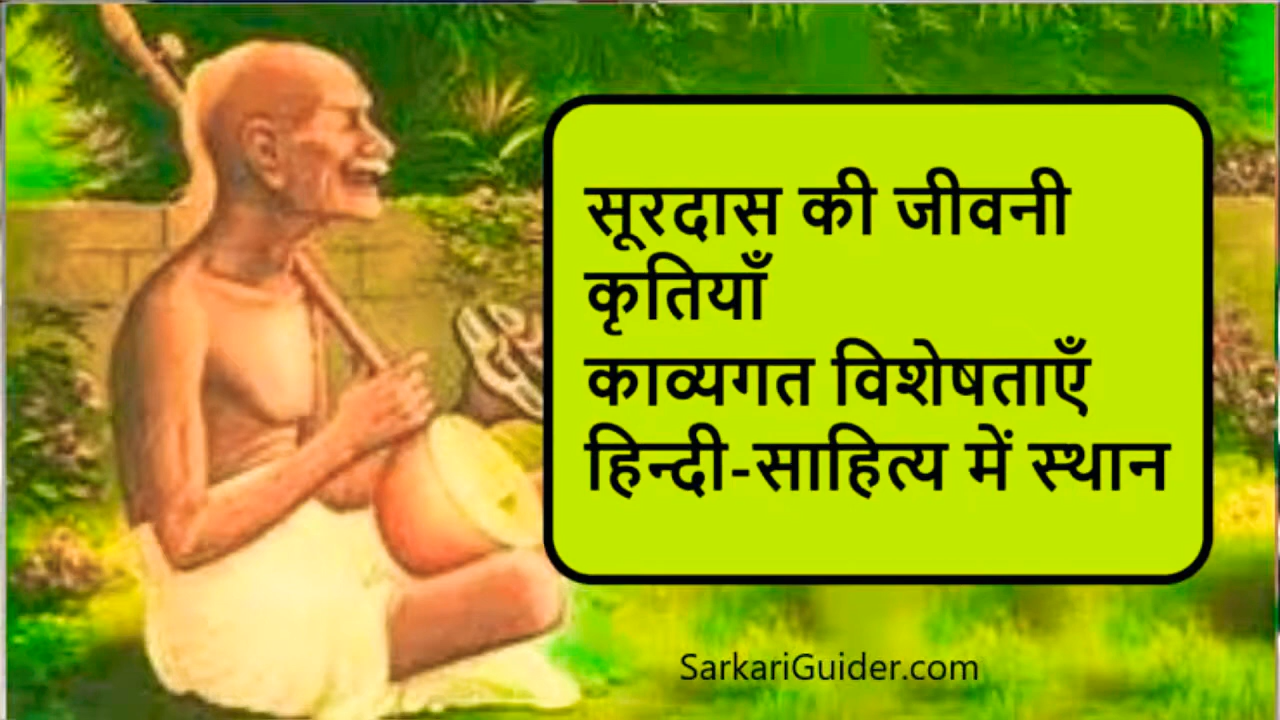 सूरदास की जीवनी
कृतियाँ
काव्यगत विशेषताएँ
हिन्दी-साहित्य में स्थान
SarkariGuider.com